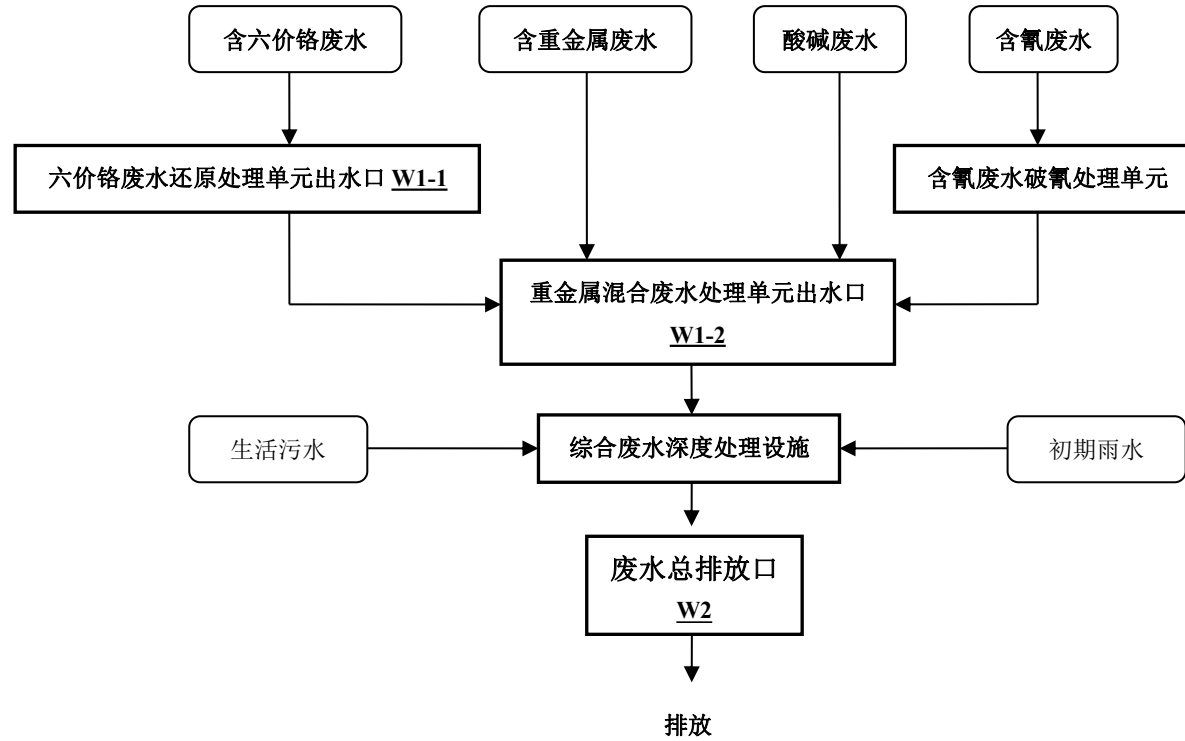 含六价铬废水
含重金属废水
酸碱废水
含氰废水
六价铬废水还原处理单元出水口 W1-1
含氰废水破氰处理单元
重金属混合废水处理单元出水口
W1-2
生活污水
综合废水深度处理设施
初期雨水
废水总排放口
W2
排放